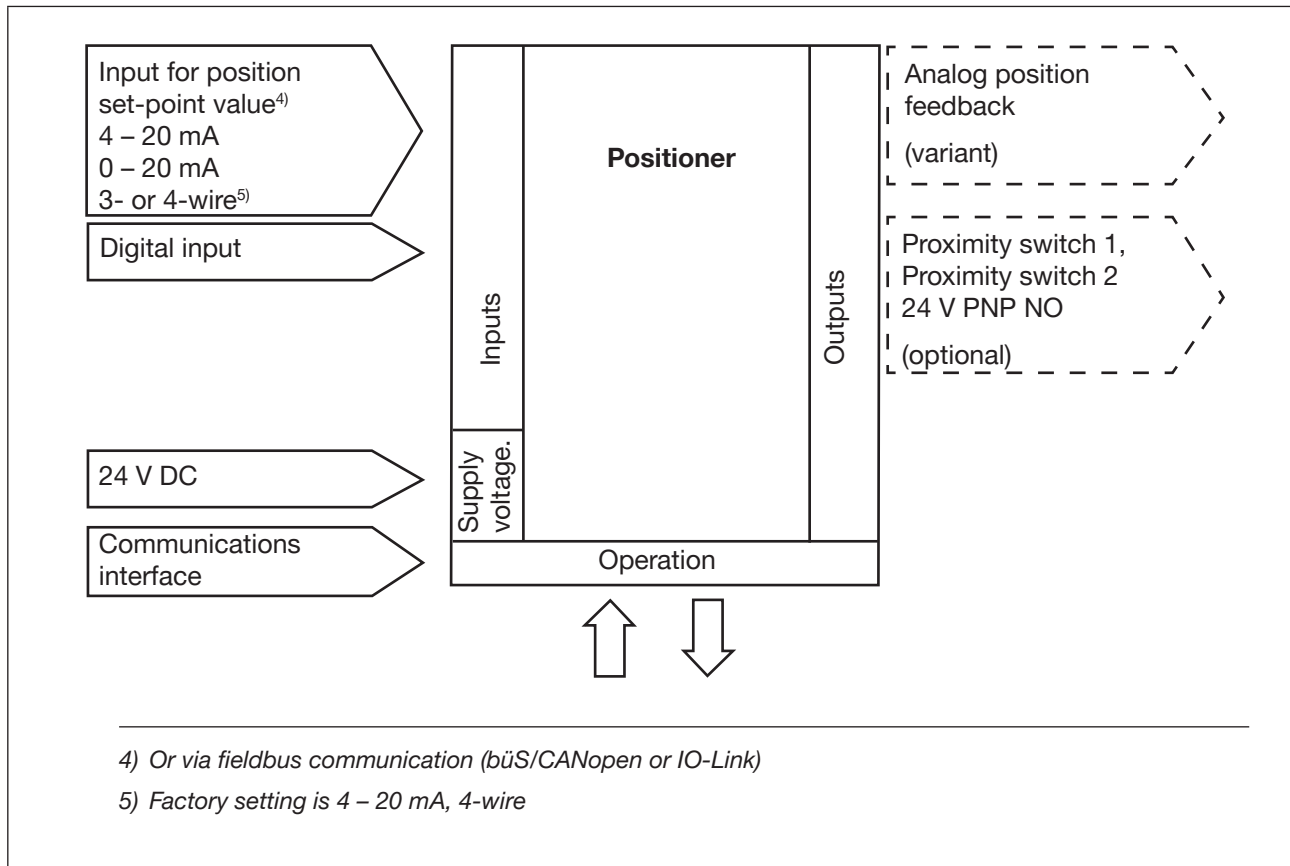 Input for position
set-point value4)
4 – 20 mA
0 – 20 mA
3- or 4-wire5)
Digital input
24 V DC
Communications
interface
Inputs
Supply
voltage.
Positioner
Outputs
Operation
Analog position
feedback
(variant)
Proximity switch 1,
Proximity switch 2
24 V PNP NO
(optional)
4) Or via fieldbus communication (büS/CANopen or IO-Link)
5) Factory setting is 4 – 20 mA, 4-wire